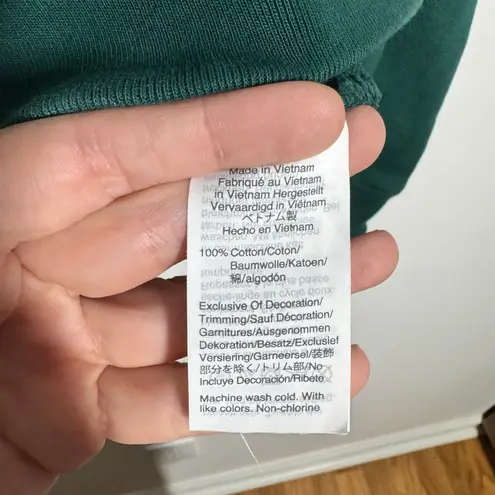 Made in Vietnam
Fabriqué au Vietnam
in Vietnam Hergestellt
Vervaardigd in Viëtnam
ベトナム製
Hecho en Vietnam
100% Cotton/Coton/
Baumwolle/Katoen/
綿/algodón
Exclusive Of Decoration/
Trimming/Sauf Décoration/
Garnitures/Ausgenommen
Dekoration/Besatz/Exclusief
Versiering/Garneersel/装飾
部分を除く/トリム部/No
Incluye Decoración/Ribete
Machine wash cold. With
like colors. Non-chlorine